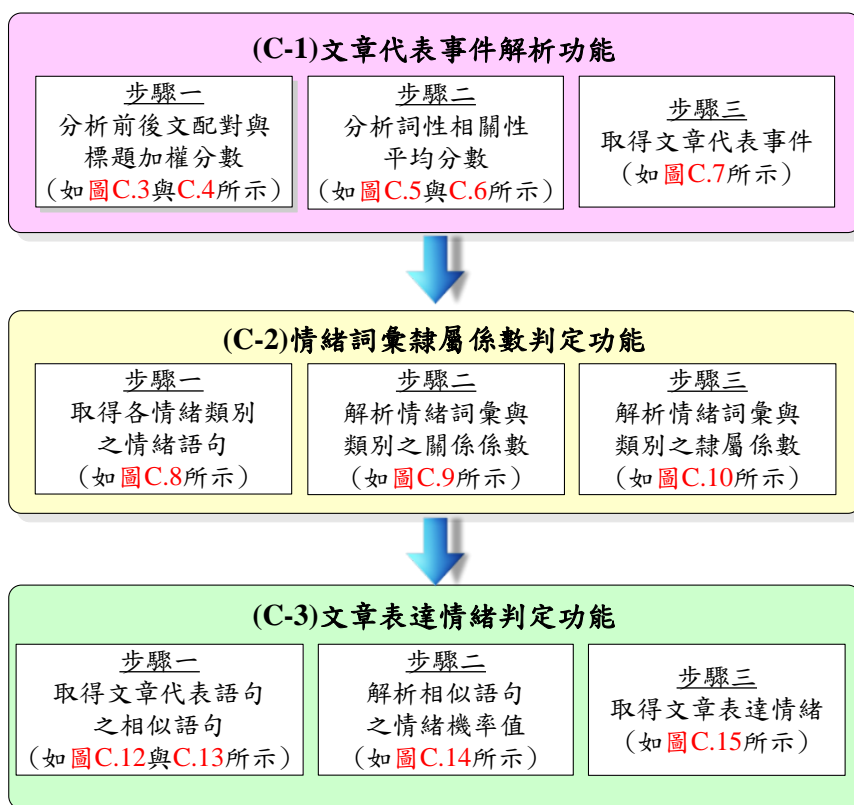 (C-1)文章代表事件解析功能
步驟一
分析前後文配對與
標題加權分數
（如圖C.3與C.4所示）
步驟二
分析詞性相關性
平均分數
（如圖C.5與C.6所示）
步驟三
取得文章代表事件
（如圖C.7所示）
(C-2)情緒詞彙隸屬係數判定功能
步驟一
取得各情緒類別
之情緒語句
（如圖C.8所示）
步驟二
解析情緒詞彙與
類別之關係係數
（如圖C.9所示）
步驟三
解析情緒詞彙與
類別之隸屬係數
（如圖C.10所示）
(C-3)文章表達情緒判定功能
步驟一
取得文章代表語句
之相似語句
（如圖C.12與C.13所示）
步驟二
解析相似語句
之情緒機率值
（如圖C.14所示）
步驟三
取得文章表達情緒
（如圖C.15所示）